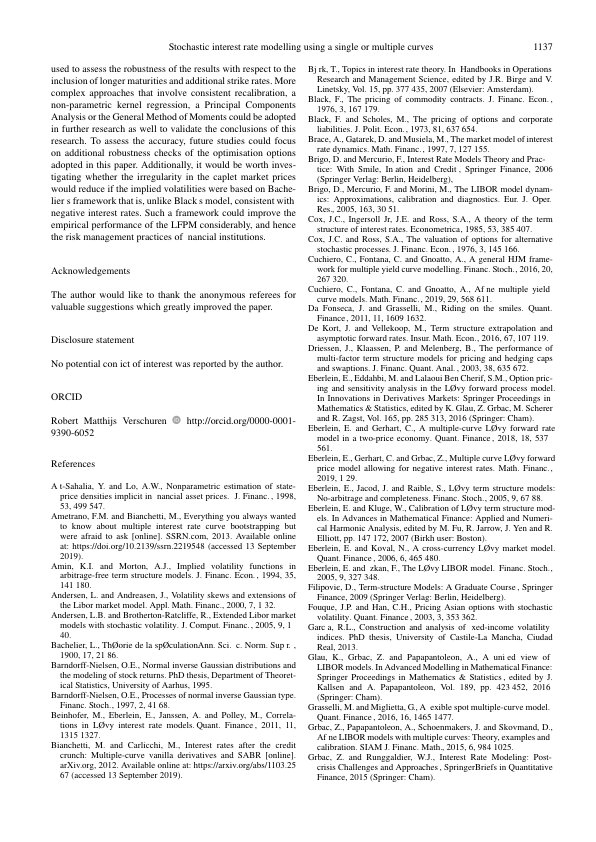 Stochastic interest rate modelling using a single or multiple curves 1137
used to assess the robustness of the results with respect to the
inclusion of longer maturities and additional strike rates. More
complex approaches that involve consistent recalibration, a
non-parametric kernel regression, a Principal Components
Analysis or the General Method of Moments could be adopted
in further research as well to validate the conclusions of this
research. To assess the accuracy, future studies could focus
on additional robustness checks of the optimisation options
adopted in this paper. Additionally, it would be worth inves-
tigating whether the irregularity in the caplet market prices
would reduce if the implied volatilities were based on Bache-
lier s framework that is, unlike Black s model, consistent with
negative interest rates. Such a framework could improve the
empirical performance of the LFPM considerably, and hence
the risk management practices of nancial institutions.
Acknowledgements
The author would like to thank the anonymous referees for
valuable suggestions which greatly improved the paper.
Disclosure statement
No potential con ict of interest was reported by the author.
ORCID
Robert Matthijs Verschuren http://orcid.org/0000-0001-
9390-6052
References
A t-Sahalia, Y. and Lo, A.W., Nonparametric estimation of state-
price densities implicit in nancial asset prices. J. Financ., 1998,
53, 499 547.
Ametrano, F.M. and Bianchetti, M., Everything you always wanted
to know about multiple interest rate curve bootstrapping but
were afraid to ask [online]. SSRN.com, 2013. Available online
at: https://doi.org/10.2139/ssrn.2219548 (accessed 13 September
2019).
Amin, K.I. and Morton, A.J., Implied volatility functions in
arbitrage-free term structure models. J. Financ. Econ., 1994, 35,
141 180.
Andersen, L. and Andreasen, J., Volatility skews and extensions of
the Libor market model. Appl. Math. Financ., 2000, 7, 1 32.
Andersen, L.B. and Brotherton-Ratcliffe, R., Extended Libor market
models with stochastic volatility. J. Comput. Financ., 2005, 9, 1
40.
Bachelier, L., ThØorie de la spØculationAnn. Sci. c. Norm. Sup r. ,
1900, 17, 21 86.
Barndorff-Nielsen, O.E., Normal inverse Gaussian distributions and
the modeling of stock returns. PhD thesis, Department of Theoret-
ical Statistics, University of Aarhus, 1995.
Barndorff-Nielsen, O.E., Processes of normal inverse Gaussian type.
Financ. Stoch., 1997, 2, 41 68.
Beinhofer, M., Eberlein, E., Janssen, A. and Polley, M., Correla-
tions in LØvy interest rate models. Quant. Finance, 2011, 11,
1315 1327.
Bianchetti, M. and Carlicchi, M., Interest rates after the credit
crunch: Multiple-curve vanilla derivatives and SABR [online].
arXiv.org, 2012. Available online at: https://arxiv.org/abs/1103.25
67 (accessed 13 September 2019).
Bj rk, T., Topics in interest rate theory. In Handbooks in Operations
Research and Management Science, edited by J.R. Birge and V.
Linetsky, Vol. 15, pp. 377 435, 2007 (Elsevier: Amsterdam).
Black, F., The pricing of commodity contracts. J. Financ. Econ.,
1976, 3, 167 179.
Black, F. and Scholes, M., The pricing of options and corporate
liabilities. J. Polit. Econ., 1973, 81, 637 654.
Brace, A., Gatarek, D. and Musiela, M., The market model of interest
rate dynamics. Math. Financ., 1997, 7, 127 155.
Brigo, D. and Mercurio, F., Interest Rate Models Theory and Prac-
tice: With Smile, In ation and Credit, Springer Finance, 2006
(Springer Verlag: Berlin, Heidelberg).
Brigo, D., Mercurio, F. and Morini, M., The LIBOR model dynam-
ics: Approximations, calibration and diagnostics. Eur. J. Oper.
Res., 2005, 163, 30 51.
Cox, J.C., Ingersoll Jr, J.E. and Ross, S.A., A theory of the term
structure of interest rates. Econometrica, 1985, 53, 385 407.
Cox, J.C. and Ross, S.A., The valuation of options for alternative
stochastic processes. J. Financ. Econ., 1976, 3, 145 166.
Cuchiero, C., Fontana, C. and Gnoatto, A., A general HJM frame-
work for multiple yield curve modelling. Financ. Stoch., 2016, 20,
267 320.
Cuchiero, C., Fontana, C. and Gnoatto, A., Af ne multiple yield
curve models. Math. Financ., 2019, 29, 568 611.
Da Fonseca, J. and Grasselli, M., Riding on the smiles. Quant.
Finance, 2011, 11, 1609 1632.
De Kort, J. and Vellekoop, M., Term structure extrapolation and
asymptotic forward rates. Insur. Math. Econ., 2016, 67, 107 119.
Driessen, J., Klaassen, P. and Melenberg, B., The performance of
multi-factor term structure models for pricing and hedging caps
and swaptions. J. Financ. Quant. Anal., 2003, 38, 635 672.
Eberlein, E., Eddahbi, M. and Lalaoui Ben Cherif, S.M., Option pric-
ing and sensitivity analysis in the LØvy forward process model.
In Innovations in Derivatives Markets: Springer Proceedings in
Mathematics & Statistics, edited by K. Glau, Z. Grbac, M. Scherer
and R. Zagst, Vol. 165, pp. 285 313, 2016 (Springer: Cham).
Eberlein, E. and Gerhart, C., A multiple-curve LØvy forward rate
model in a two-price economy. Quant. Finance, 2018, 18, 537
561.
Eberlein, E., Gerhart, C. and Grbac, Z., Multiple curve LØvy forward
price model allowing for negative interest rates. Math. Financ.,
2019, 1 29.
Eberlein, E., Jacod, J. and Raible, S., LØvy term structure models:
No-arbitrage and completeness. Financ. Stoch., 2005, 9, 67 88.
Eberlein, E. and Kluge, W., Calibration of LØvy term structure mod-
els. In Advances in Mathematical Finance: Applied and Numeri-
cal Harmonic Analysis, edited by M. Fu, R. Jarrow, J. Yen and R.
Elliott, pp. 147 172, 2007 (Birkh user: Boston).
Eberlein, E. and Koval, N., A cross-currency LØvy market model.
Quant. Finance, 2006, 6, 465 480.
Eberlein, E. and zkan, F., The LØvy LIBOR model. Financ. Stoch.,
2005, 9, 327 348.
Filipovic, D., Term-structure Models: A Graduate Course, Springer
Finance, 2009 (Springer Verlag: Berlin, Heidelberg).
Fouque, J.P. and Han, C.H., Pricing Asian options with stochastic
volatility. Quant. Finance, 2003, 3, 353 362.
Garc a, R.L., Construction and analysis of xed-income volatility
indices. PhD thesis, University of Castile-La Mancha, Ciudad
Real, 2013.
Glau, K., Grbac, Z. and Papapantoleon, A., A uni ed view of
LIBOR models. In Advanced Modelling in Mathematical Finance:
Springer Proceedings in Mathematics & Statistics, edited by J.
Kallsen and A. Papapantoleon, Vol. 189, pp. 423 452, 2016
(Springer: Cham).
Grasselli, M. and Miglietta, G., A exible spot multiple-curve model.
Quant. Finance, 2016, 16, 1465 1477.
Grbac, Z., Papapantoleon, A., Schoenmakers, J. and Skovmand, D.,
Af ne LIBOR models with multiple curves: Theory, examples and
calibration. SIAM J. Financ. Math., 2015, 6, 984 1025.
Grbac, Z. and Runggaldier, W.J., Interest Rate Modeling: Post-
crisis Challenges and Approaches, SpringerBriefs in Quantitative
Finance, 2015 (Springer: Cham).